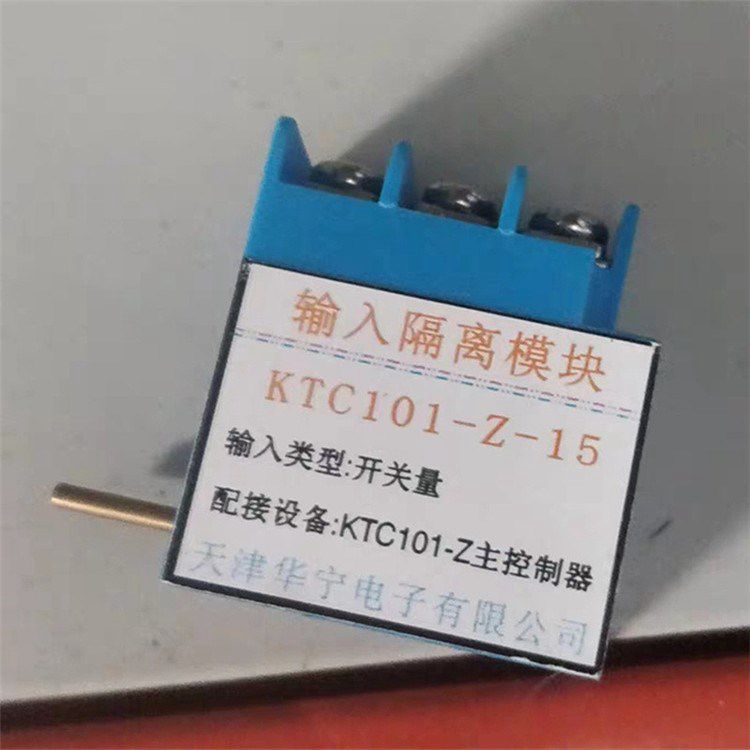 输入隔离模块
KTC101-Z-15
输入类型:开关量
配接设备:KTC101-Z主控制器
天津华宁电子有限公司